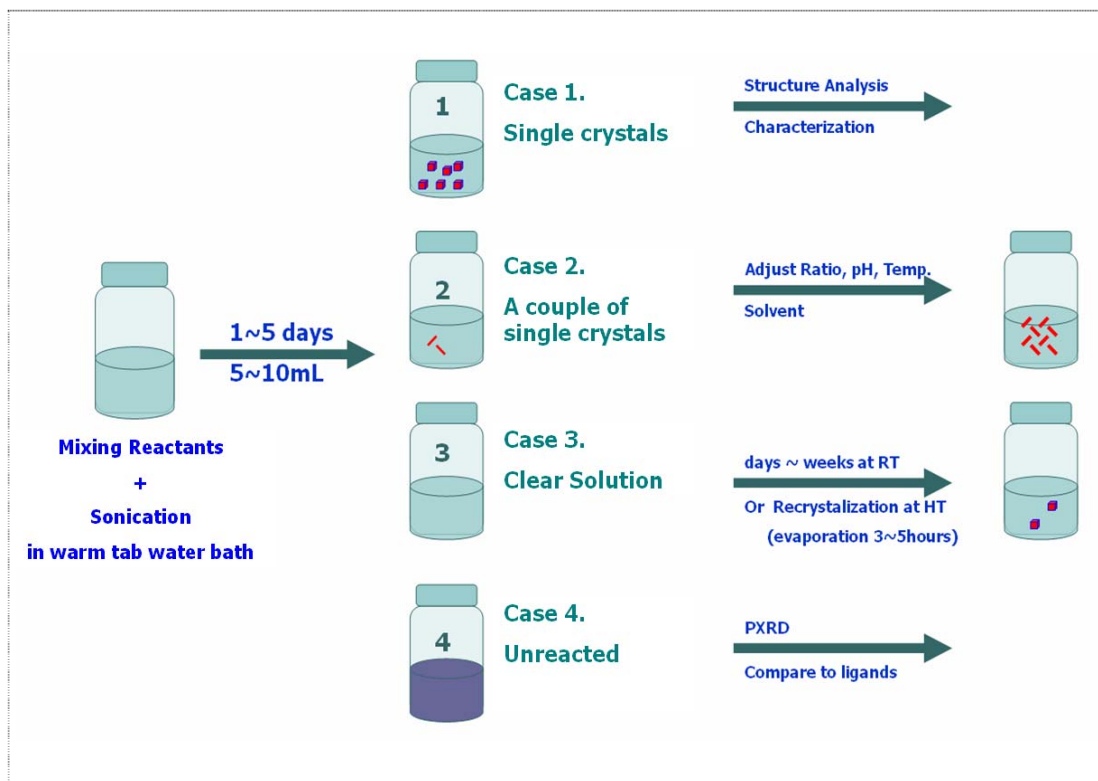 Mixing Reactants
+
Sonication
in warm tab water bath
1~5 days
5~10mL
1
Case 1.
Single crystals
Structure Analysis
Characterization
2
Case 2.
A couple of
single crystals
Adjust Ratio, pH, Temp.
Solvent
3
Case 3.
Clear Solution
days ~ weeks at RT
Or Recrystalization at HT
(evaporation 3~5hours)
4
Case 4.
Unreacted
PXRD
Compare to ligands